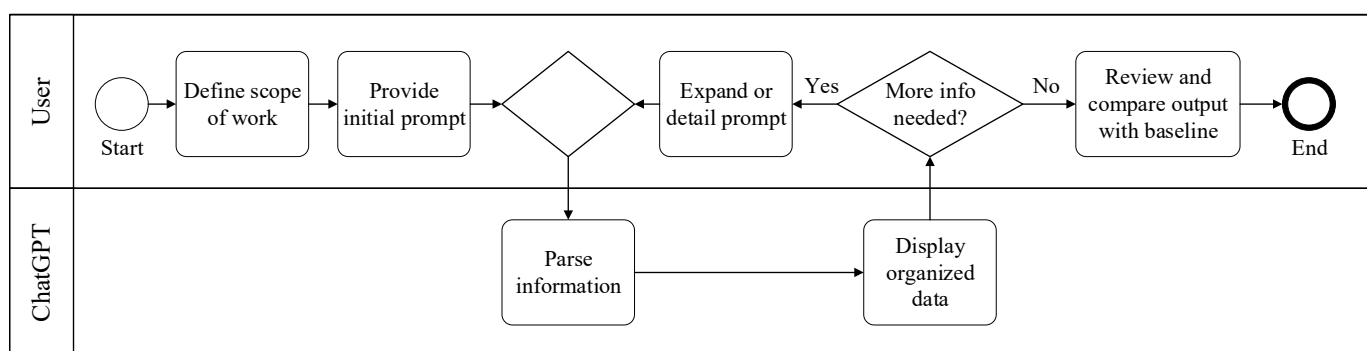 User
Start
Define scope
of work
Provide
initial prompt
Expand or
detail prompt
Yes
More info
needed?
No
Review and
compare output
with baseline
End
ChatGPT
Parse
information
Display
organized
data